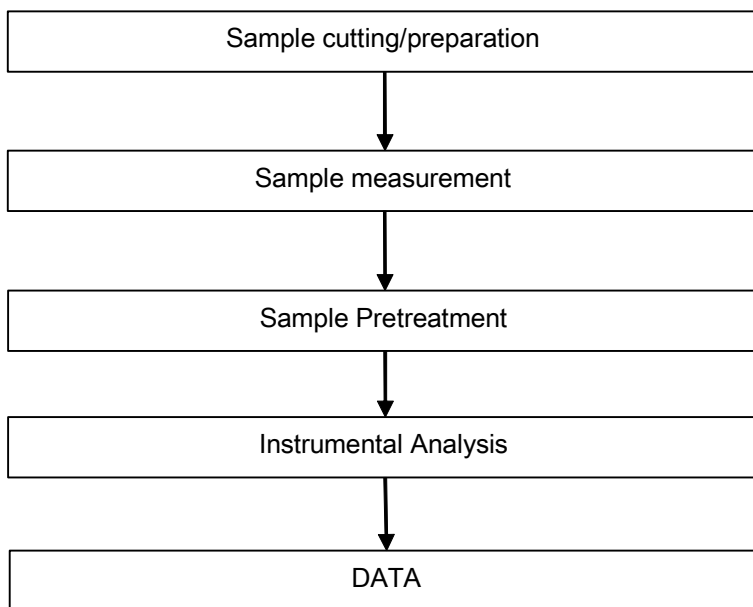 Sample cutting/preparation
Sample measurement
Sample Pretreatment
Instrumental Analysis
DATA